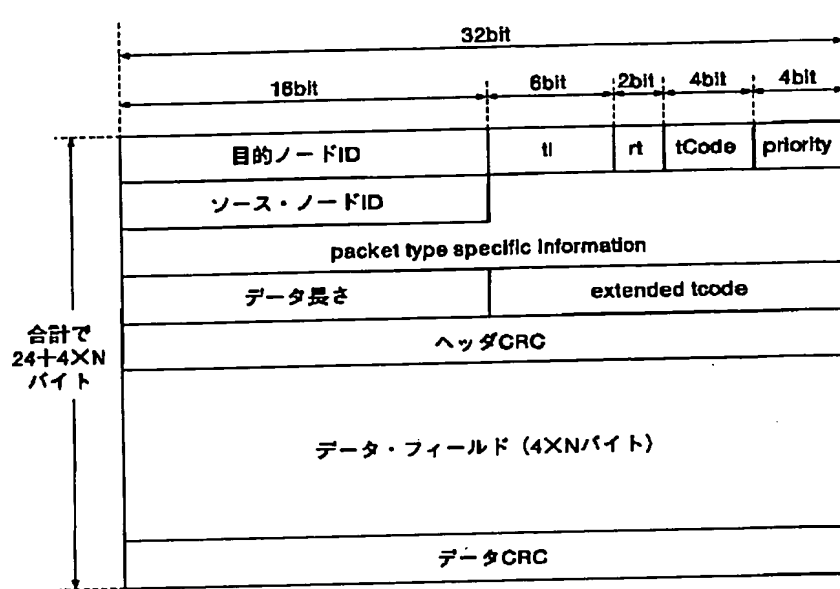 32bit
16bit 6bit 2bit 4bit 4bit
目的ノードID tl rt tCode priority
ソース・ノードID
packet type specific information
データ長さ extended tcode
ヘッダCRC
合計で
24+4×N
バイト
データ・フィールド(4×Nバイト)
データCRC